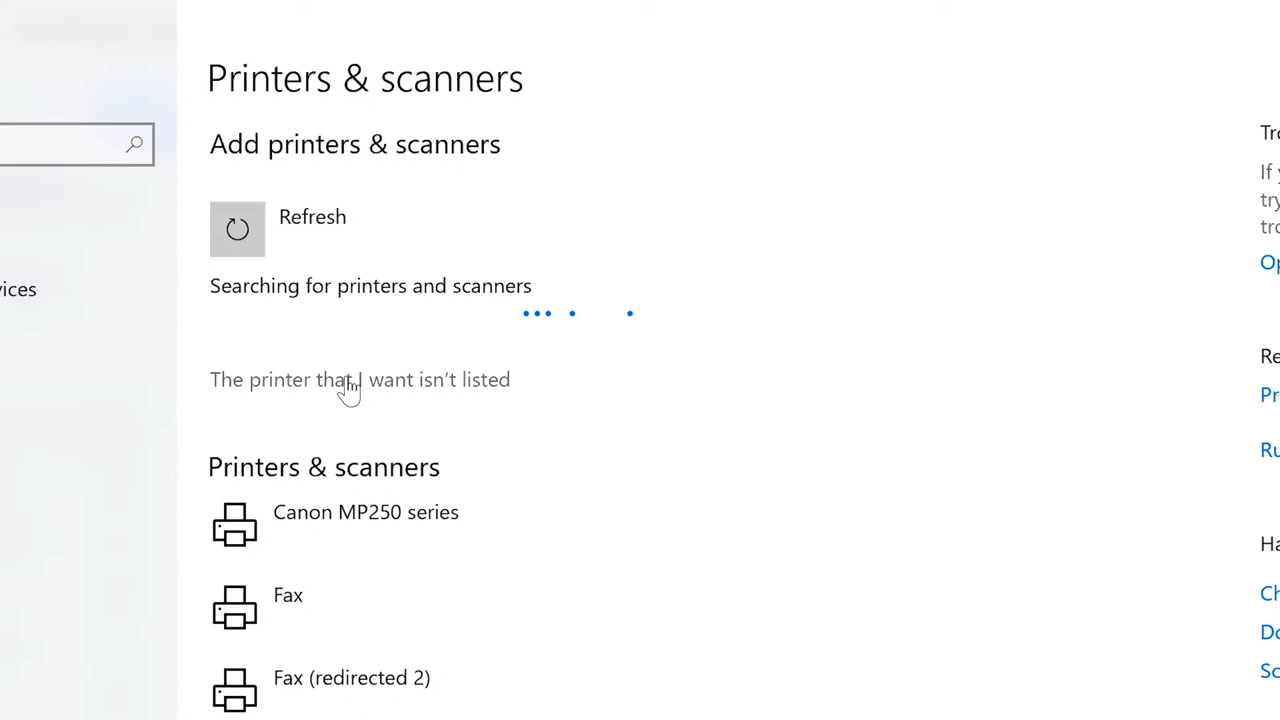 Printers & scanners
Add printers & scanners
Refresh
Searching for printers and scanners
The printer that I want isn't listed
Printers & scanners
Canon MP250 series
Fax
Fax (redirected 2)